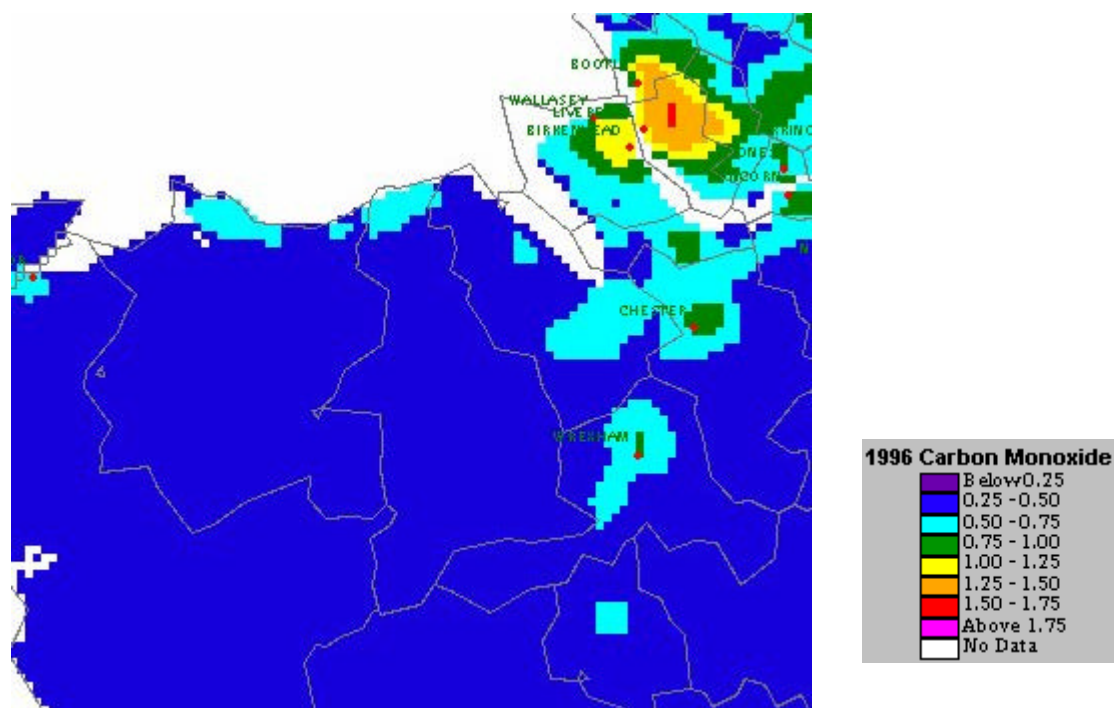 WALLASEY
BIRKENHEAD
CHESTER
WREXHAM
1996 Carbon Monoxide
Below0.25
0.25 - 0.50
0.50 - 0.75
0.75 - 1.00
1.00 - 1.25
1.25 - 1.50
1.50 - 1.75
Above 1.75
No Data